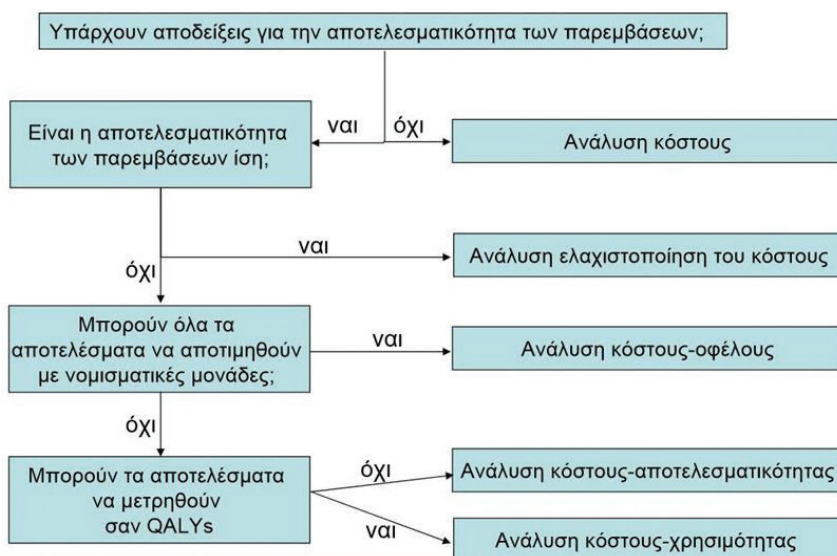 Υπάρχουν αποδείξεις για την αποτελεσματικότητα των παρεμβάσεων;
ναι
όχι
Είναι η αποτελεσματικότητα
των παρεμβάσεων ίση;
Ανάλυση κόστους
ναι
Ανάλυση ελαχιστοποίηση του κόστους
όχι
Μπορούν όλα τα
αποτελέσματα να αποτιμηθούν
με νομισματικές μονάδες;
ναι
Ανάλυση κόστους-οφέλους
όχι
Μπορούν τα αποτελέσματα
να μετρηθούν
σαν QALYs
όχι
Ανάλυση κόστους-αποτελεσματικότητας
ναι
Ανάλυση κόστους-χρησιμότητας